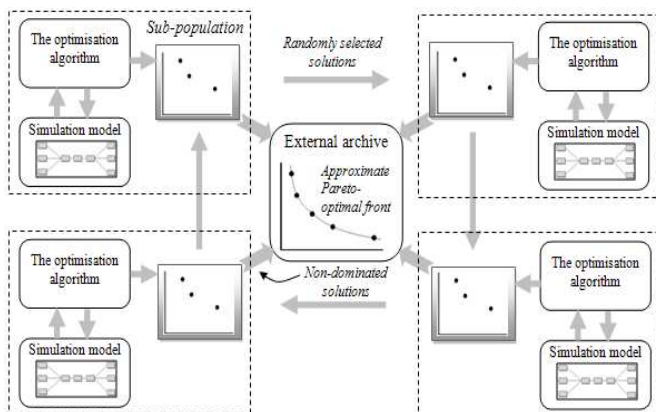 Sub-population
The optimisation
algorithm
Simulation model
Randomly selected
solutions
The optimisation
algorithm
Simulation model
External archive
Approximate
Pareto-
optimal front
The optimisation
algorithm
Simulation model
Non-dominated
solutions
The optimisation
algorithm
Simulation model